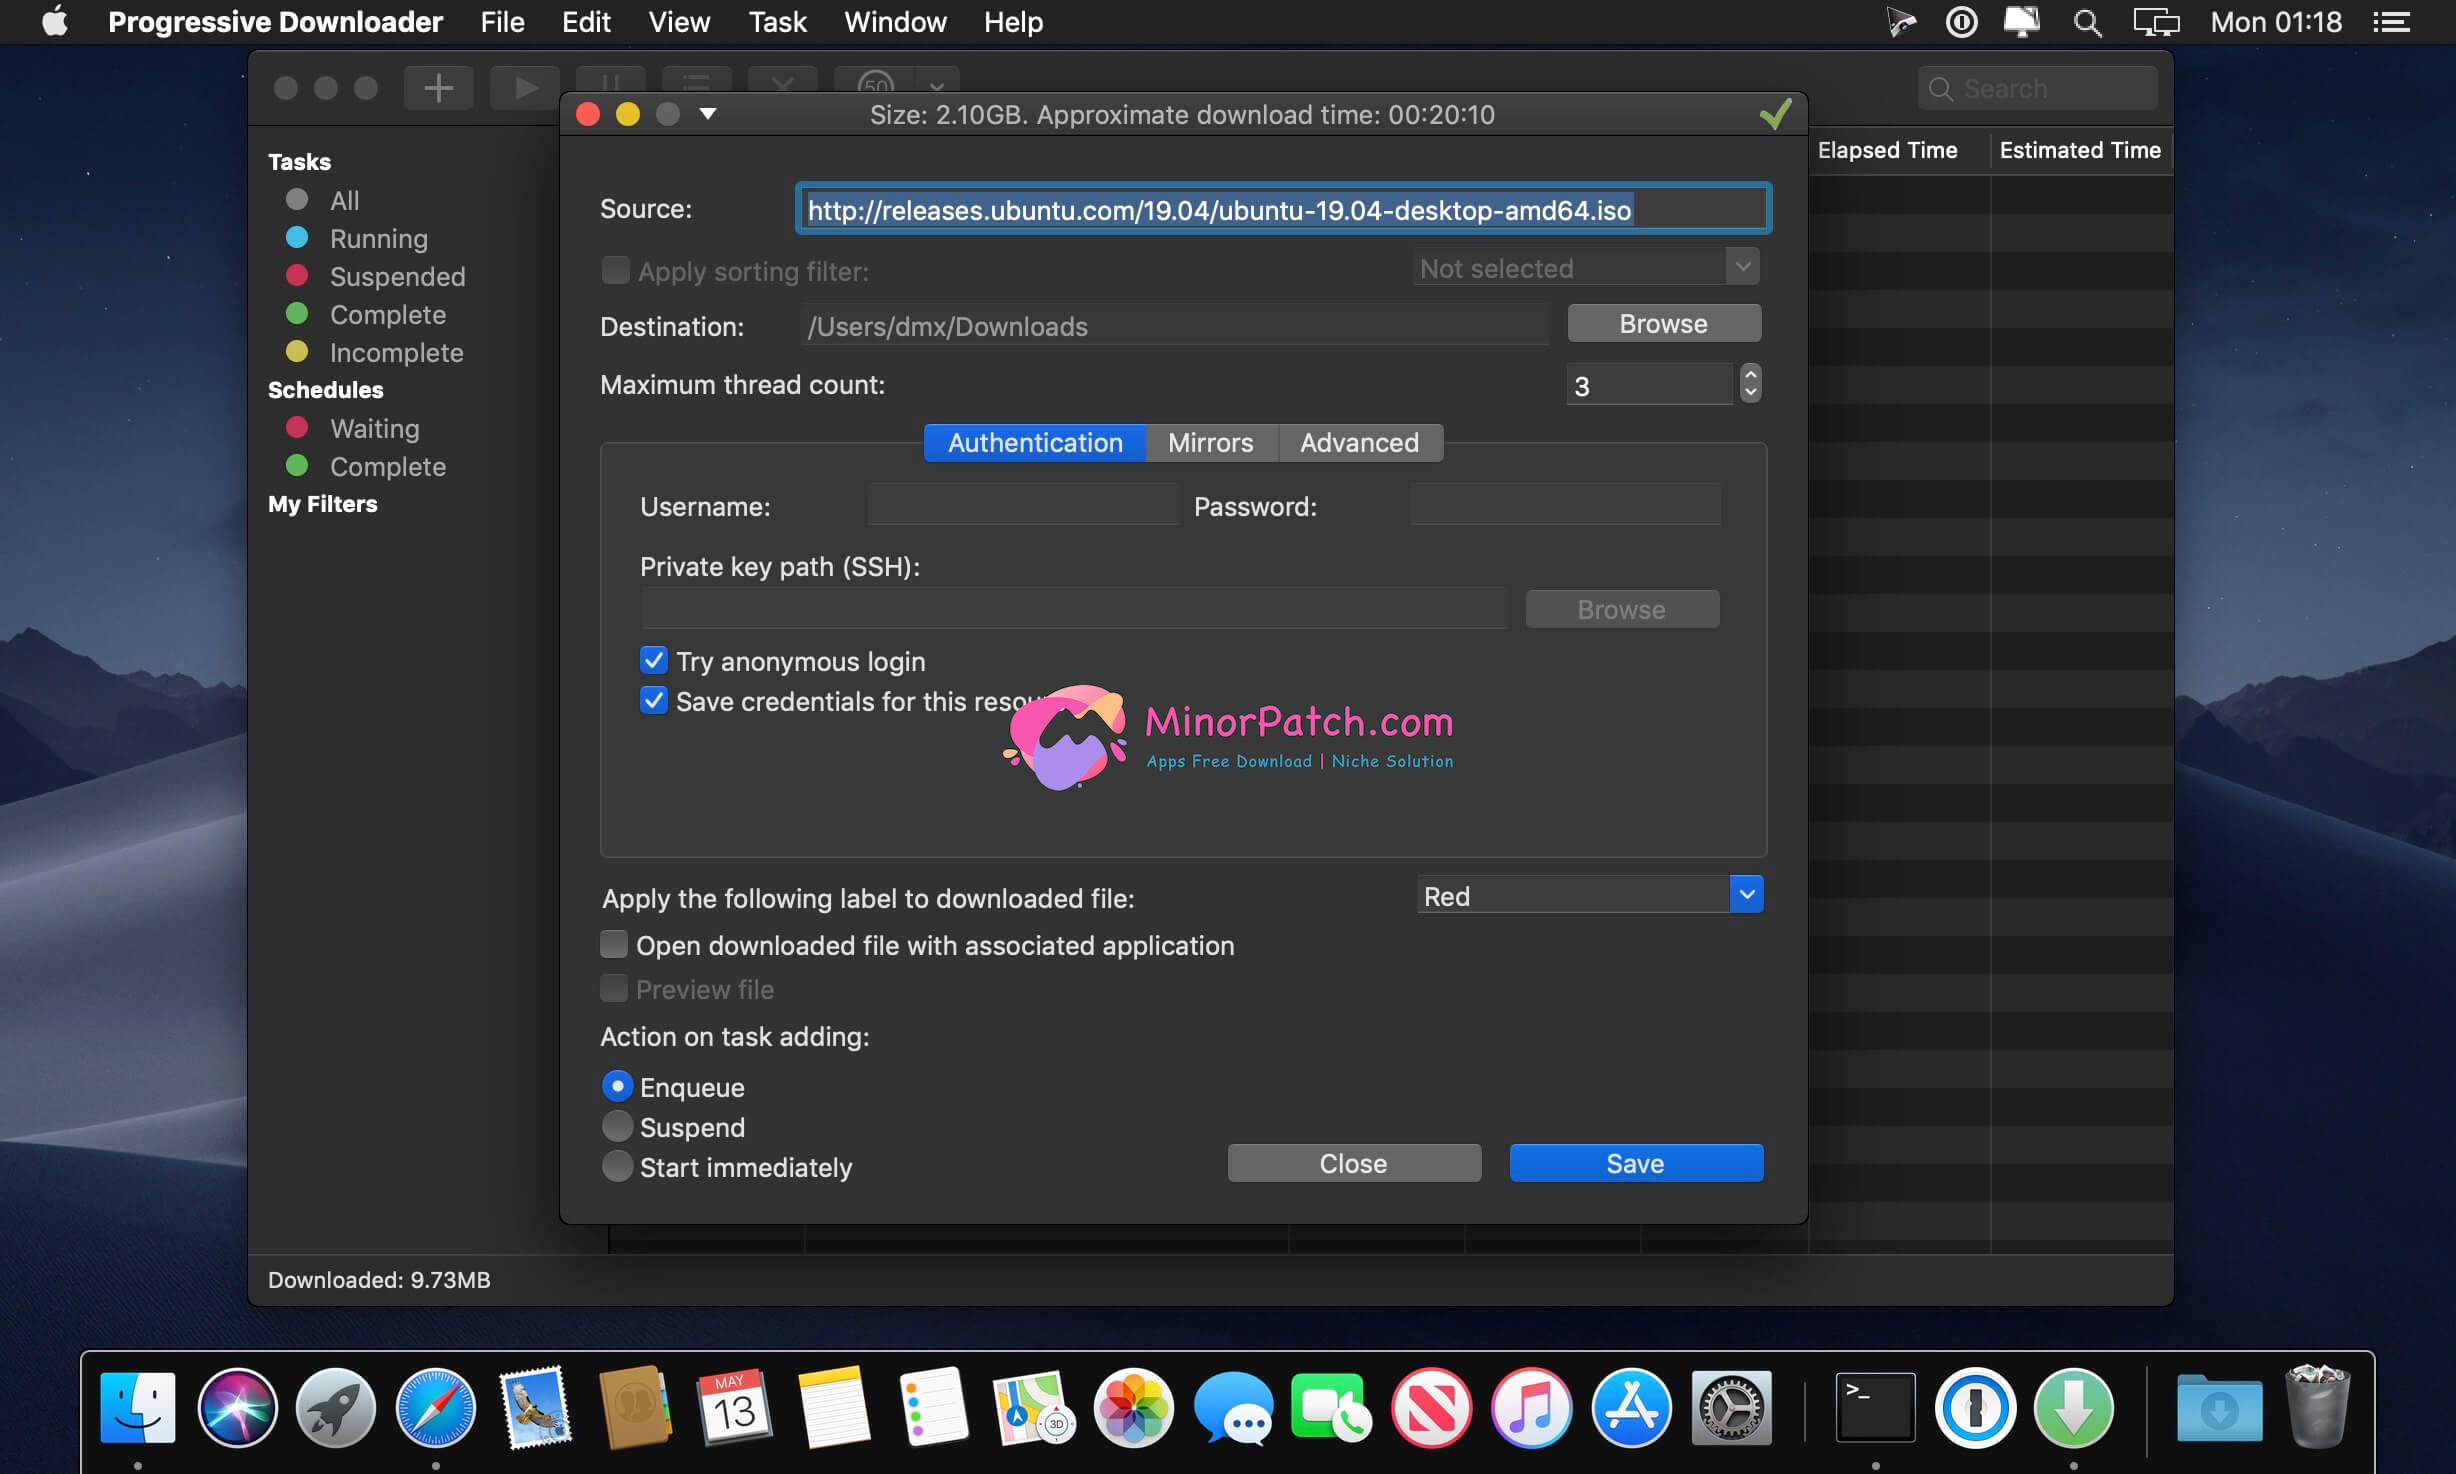 Progressive Downloader File Edit View Task Window Help
Mon 01:18
50
Search
Size: 2.10GB. Approximate download time: 00:20:10
Elapsed Time
Estimated Time
Tasks
All
Running
Suspended
Complete
Incomplete
Schedules
Waiting
Complete
My Filters
Source:
http://releases.ubuntu.com/19.04/ubuntu-19.04-desktop-amd64.iso
Apply sorting filter:
Not selected
Destination:
/Users/dmx/Downloads
Browse
Maximum thread count:
3
Authentication
Mirrors
Advanced
Username:
Password:
Private key path (SSH):
Browse
Try anonymous login
Save credentials for this
MinorPatch.com
Apps Free Download | Niche Solution
Apply the following label to downloaded file:
Red
Open downloaded file with associated application
Preview file
Action on task adding:
Enqueue
Suspend
Start immediately
Close
Save
Downloaded: 9.73MB
MAY
13
3D
>_